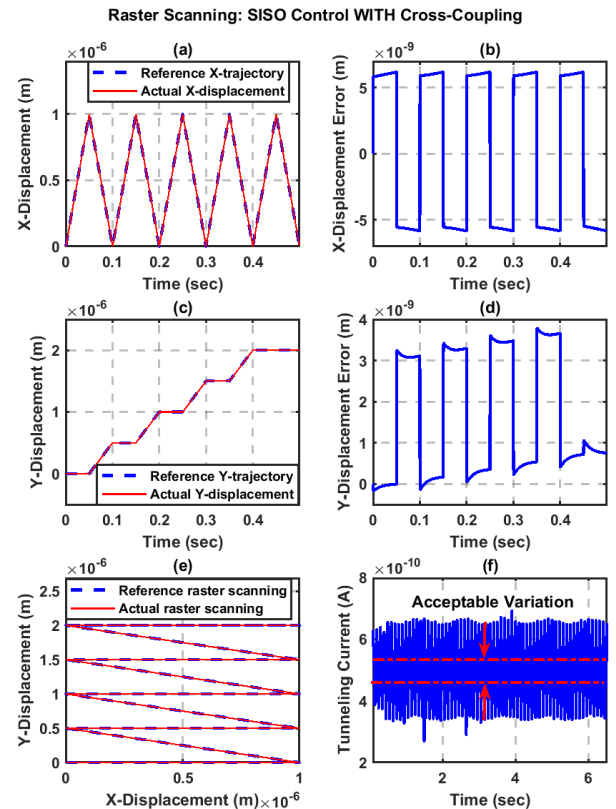 Raster Scanning: SISO Control WITH Cross-Coupling
×10⁻⁶ (a)
2
1
0.5
0
X-Displacement (m)
Reference X-trajectory
Actual X-displacement
0 0.1 0.2 0.3 0.4
Time (sec)
×10⁻⁹ (b)
5
0
-5
X-Displacement Error (m)
0 0.1 0.2 0.3 0.4
Time (sec)
×10⁻⁶ (c)
2
1
0
Y-Displacement (m)
Reference Y-trajectory
Actual Y-displacement
0 0.1 0.2 0.3 0.4
Time (sec)
×10⁻⁹ (d)
4
3
2
1
0
Y-Displacement Error (m)
0 0.1 0.2 0.3 0.4
Time (sec)
×10⁻⁶ (e)
2.5
2
1.5
1
0.5
0
Y-Displacement (m)
Reference raster scanning
Actual raster scanning
0 0.5 1
X-Displacement (m) ×10⁻⁶
×10⁻¹⁰ (f)
8
6
4
2
Tunneling Current (A)
Acceptable Variation
2 4 6
Time (sec)